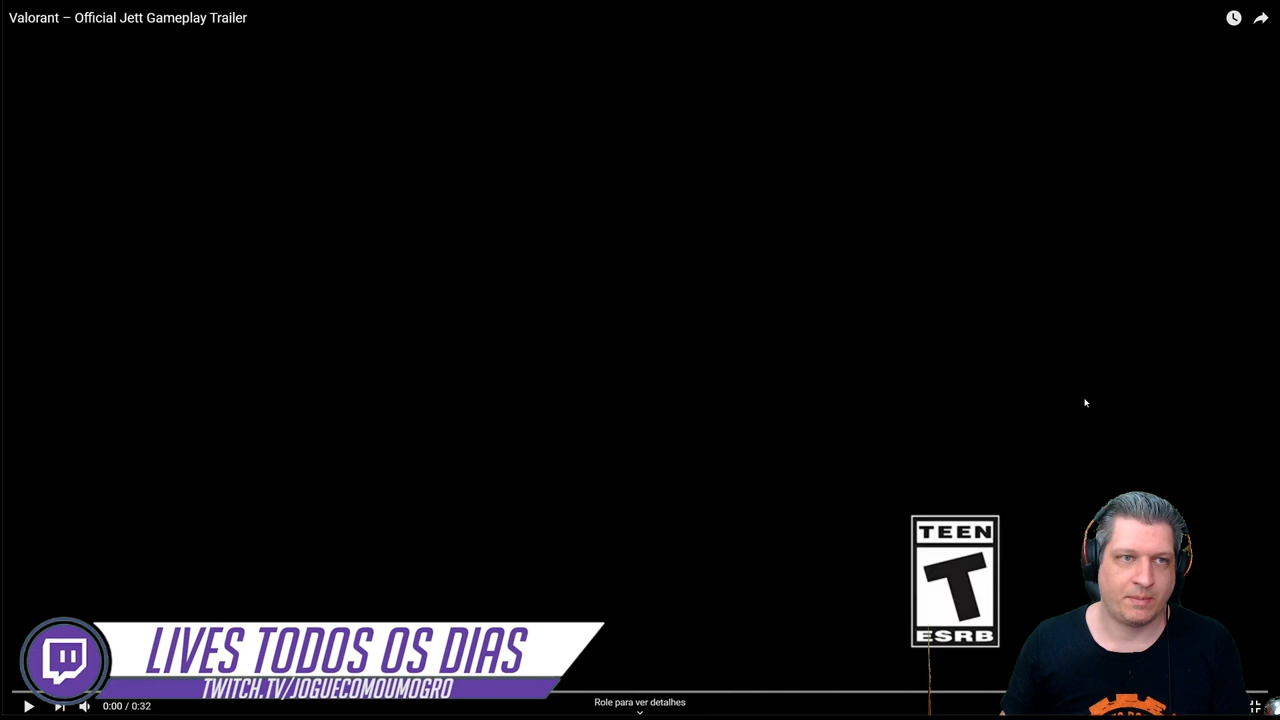 Valorant – Official Jett Gameplay Trailer
TEEN
T
ESRB
LIVES TODOS OS DIAS
TWITCH.TV/JOGUECOMOUMOGRO
0:00 / 0:32
Role para ver detalhes